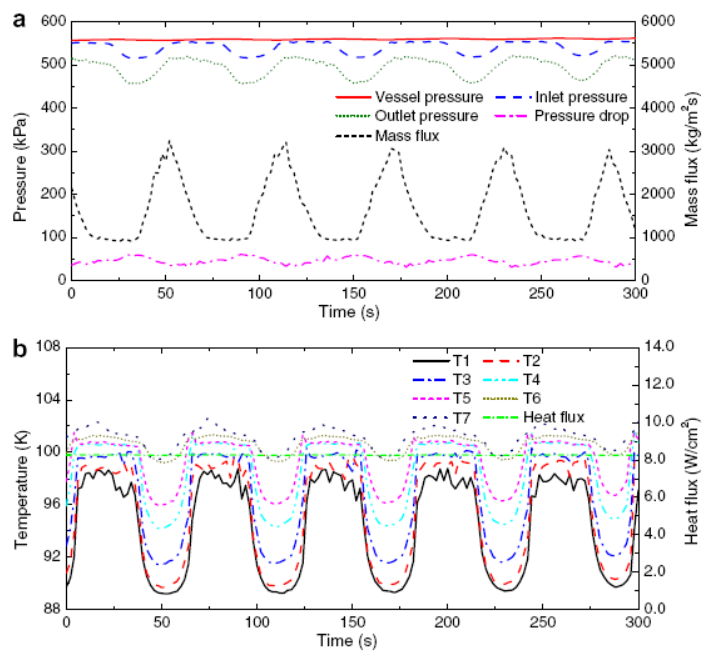 a
600 6000
500 5000
400 4000
300 3000
200 2000
100 1000
0 0
Pressure (kPa)
Mass flux (kg/m²s)
Vessel pressure Inlet pressure
Outlet pressure Pressure drop
Mass flux
0 50 100 150 200 250 300
Time (s)
b
108 14.0
104 12.0
100 10.0
96 8.0
92 6.0
88 4.0
2.0
0.0
Temperature (K)
Heat flux (W/cm²)
T1 T2
T3 T4
T5 T6
T7 Heat flux
0 50 100 150 200 250 300
Time (s)